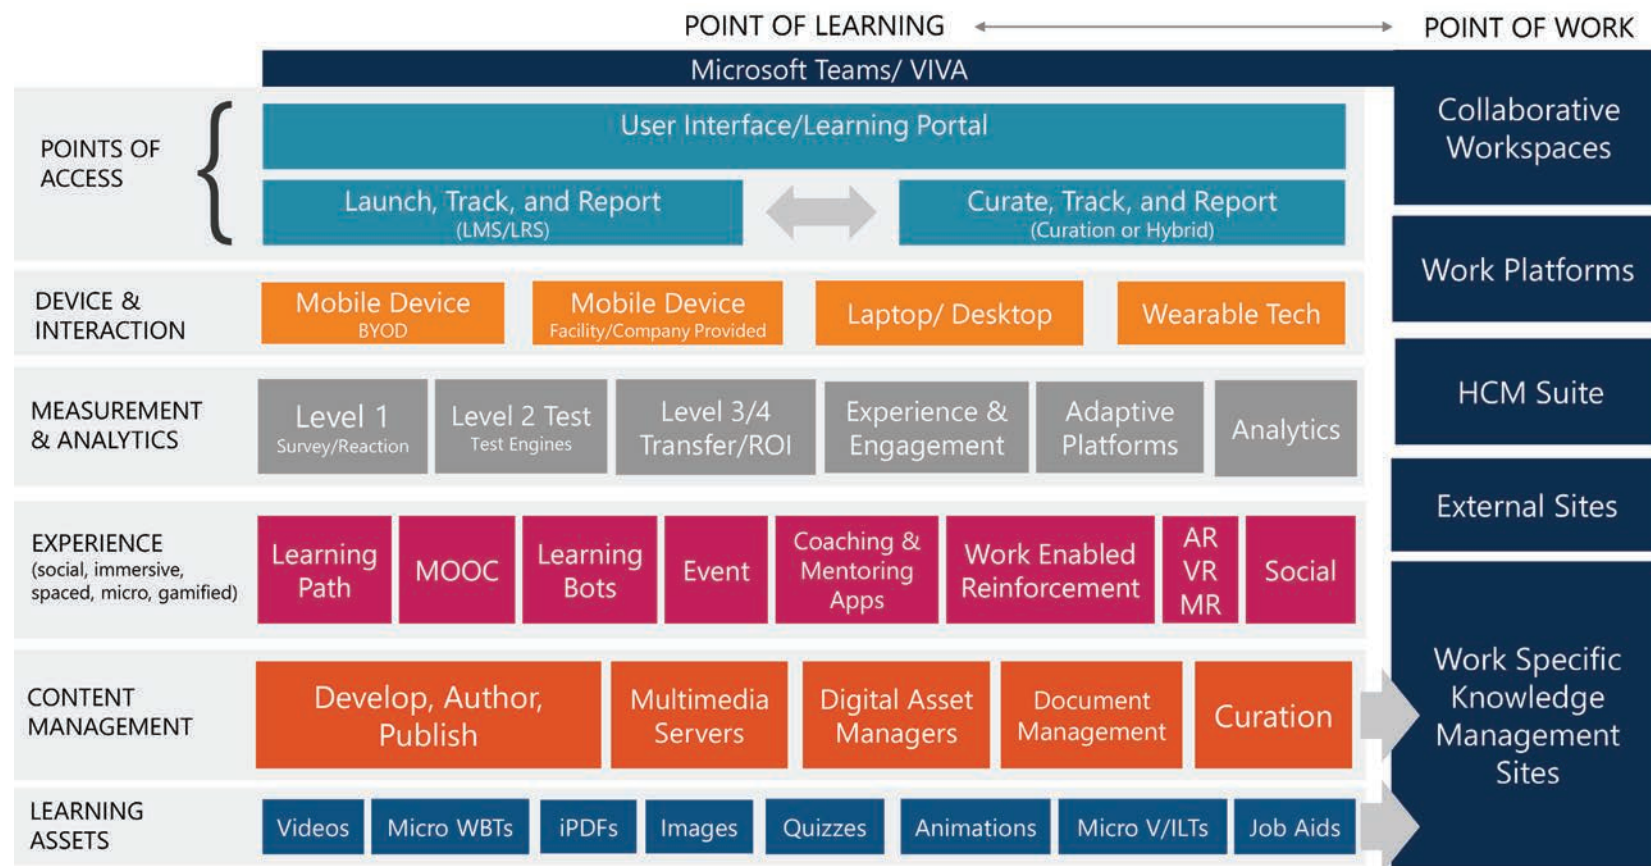 POINT OF LEARNING
POINT OF WORK
Microsoft Teams/ VIVA
POINTS OF
ACCESS
User Interface/Learning Portal
Launch, Track, and Report
(LMS/LRS)
Curate, Track, and Report
(Curation or Hybrid)
DEVICE &
INTERACTION
Mobile Device
BYOD
Mobile Device
Facility/Company Provided
Laptop/ Desktop
Wearable Tech
MEASUREMENT
& ANALYTICS
Level 1
Survey/Reaction
Level 2 Test
Test Engines
Level 3/4
Transfer/ROI
Experience &
Engagement
Adaptive
Platforms
Analytics
EXPERIENCE
(social, immersive,
spaced, micro, gamified)
Learning
Path
MOOC
Learning
Bots
Event
Coaching &
Mentoring
Apps
Work Enabled
Reinforcement
AR
VR
MR
Social
CONTENT
MANAGEMENT
Develop, Author,
Publish
Multimedia
Servers
Digital Asset
Managers
Document
Management
Curation
LEARNING
ASSETS
Videos
Micro WBTs
iPDFs
Images
Quizzes
Animations
Micro V/ILTs
Job Aids
Collaborative
Workspaces
Work Platforms
HCM Suite
External Sites
Work Specific
Knowledge
Management
Sites